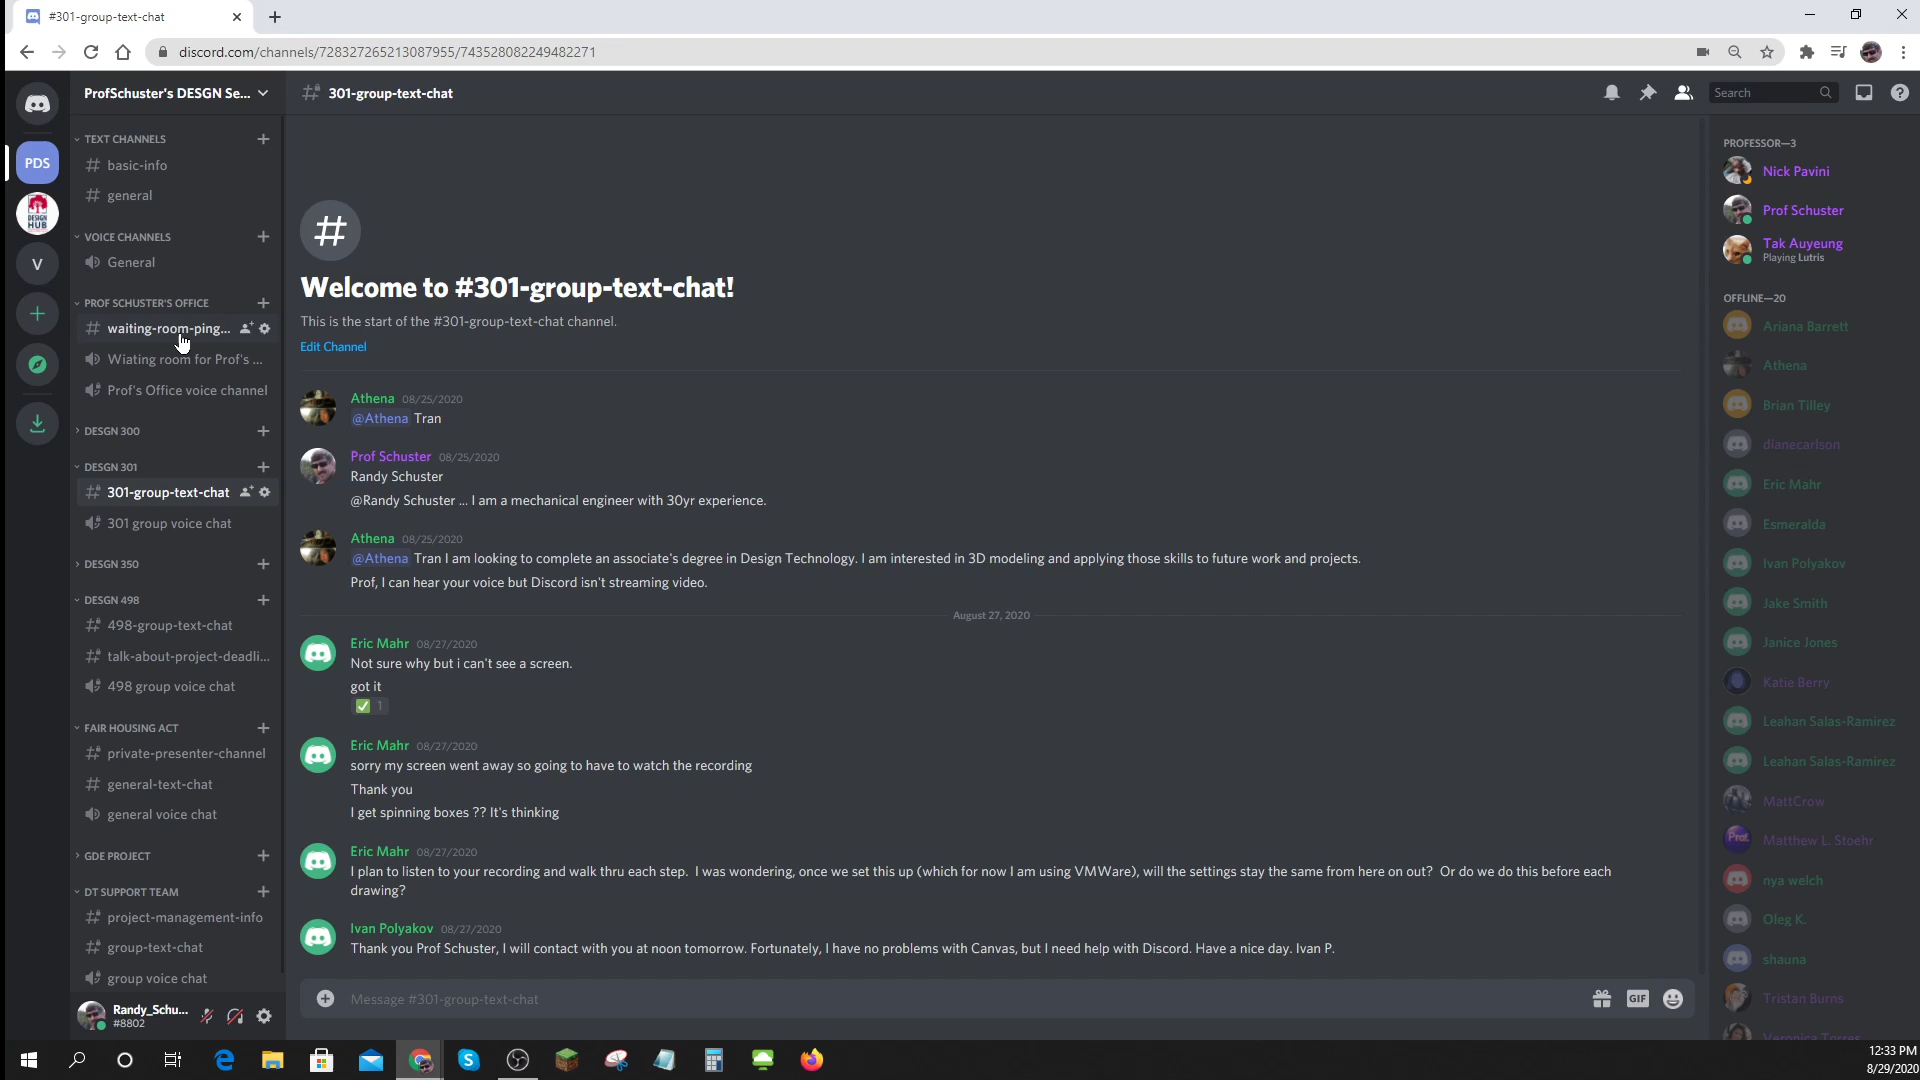 #301-group-text-chat
discord.com/channels/728327265213087955/743528082249482271
ProfSchuster's DESGN Se...
301-group-text-chat
Search
PDS
DESIGN HUB
V
TEXT CHANNELS
basic-info
general
VOICE CHANNELS
General
PROF SCHUSTER'S OFFICE
waiting-room-ping...
Wiating room for Prof's ...
Prof's Office voice channel
DESGN 300
DESGN 301
301-group-text-chat
301 group voice chat
DESGN 350
DESGN 498
498-group-text-chat
talk-about-project-deadli...
498 group voice chat
FAIR HOUSING ACT
private-presenter-channel
general-text-chat
general voice chat
GDE PROJECT
DT SUPPORT TEAM
project-management-info
group-text-chat
group voice chat
Randy_Schu...
#8802
#
Welcome to #301-group-text-chat!
This is the start of the #301-group-text-chat channel.
Edit Channel
Athena 08/25/2020
@Athena Tran
Prof Schuster 08/25/2020
Randy Schuster
@Randy Schuster ... I am a mechanical engineer with 30yr experience.
Athena 08/25/2020
@Athena Tran I am looking to complete an associate's degree in Design Technology. I am interested in 3D modeling and applying those skills to future work and projects.
Prof, I can hear your voice but Discord isn't streaming video.
August 27, 2020
Eric Mahr 08/27/2020
Not sure why but i can't see a screen.
got it
1
Eric Mahr 08/27/2020
sorry my screen went away so going to have to watch the recording
Thank you
I get spinning boxes ?? It's thinking
Eric Mahr 08/27/2020
I plan to listen to your recording and walk thru each step. I was wondering, once we set this up (which for now I am using VMWare), will the settings stay the same from here on out? Or do we do this before each
drawing?
Ivan Polyakov 08/27/2020
Thank you Prof Schuster, I will contact with you at noon tomorrow. Fortunately, I have no problems with Canvas, but I need help with Discord. Have a nice day. Ivan P.
Message #301-group-text-chat
GIF
PROFESSOR—3
Nick Pavini
Prof Schuster
Tak Auyeung
Playing Lutris
OFFLINE—20
Ariana Barrett
Athena
Brian Tilley
dianecarlson
Eric Mahr
Esmeralda
Ivan Polyakov
Jake Smith
Janice Jones
Katie Berry
Leahan Salas-Ramirez
Leahan Salas-Ramirez
MattCrow
Matthew L. Stoehr
nya welch
Oleg K.
shauna
Tristan Burns
Veronica Torres
12:33 PM
8/29/2020